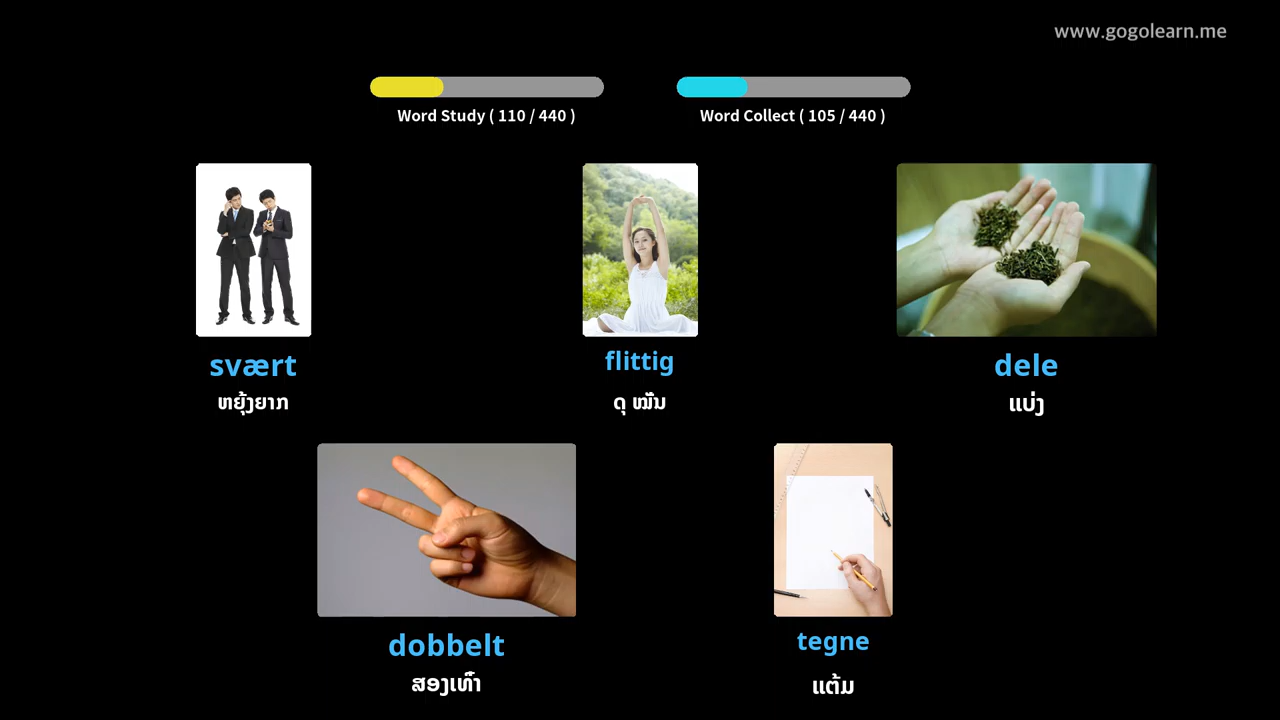 www.gogolearn.me
Word Study ( 110 / 440 )
Word Collect ( 105 / 440 )
svært
flittig
dele
ຫຍຸ້ງຍາກ
ດຸ ໝັ່ນ
ແບ່ງ
dobbelt
tegne
ສອງເທົ່າ
ແຕ້ມ